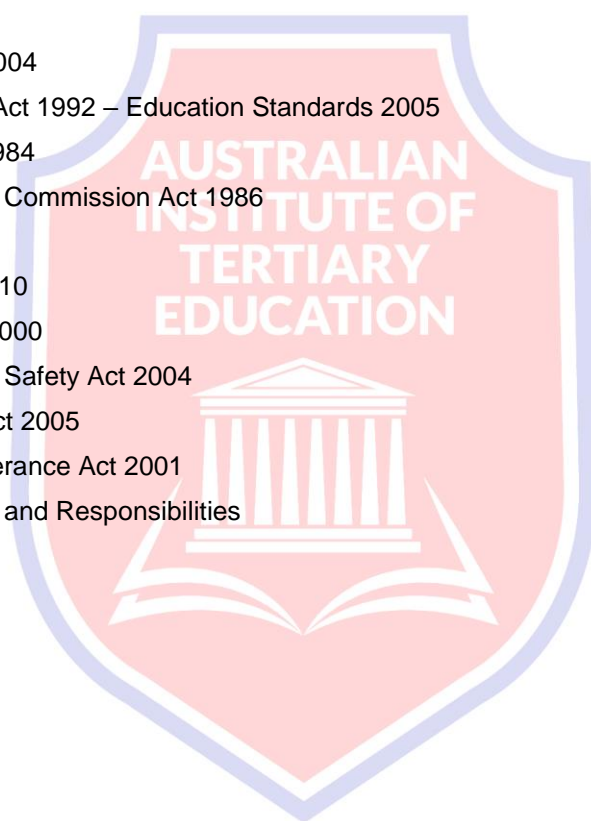 004
Act 1992 – Education Standards 2005
984
Commission Act 1986
10
000
Safety Act 2004
ct 2005
erance Act 2001
and Responsibilities
AUSTRALIAN
INSTITUTE OF
TERTIARY
EDUCATION